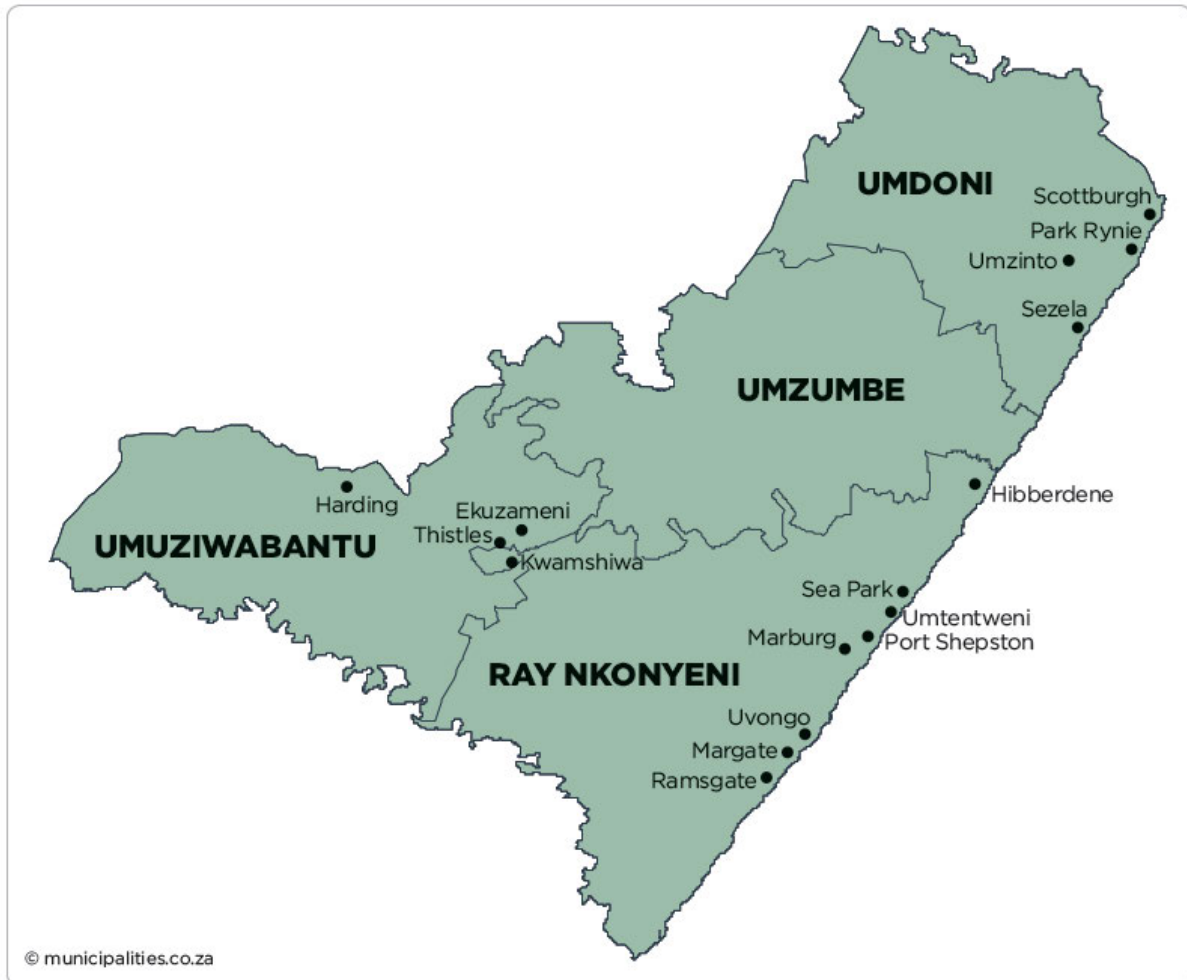 UMDONI
Scottburgh
Park Rynie
Umzinto
Sezela
UMZUMBE
Harding
Hibberdene
Ekuzameni
Thistles
UMUZIWABANTU
Kwamshiwa
Sea Park
Umtentweni
Marburg
Port Shepston
RAY NKONYENI
Uvongo
Margate
Ramsgate
© municipalities.co.za